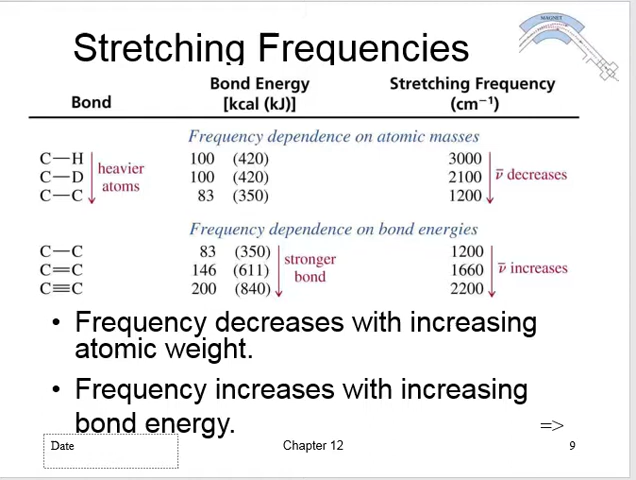 MAGNET
Stretching Frequencies
Bond Energy Stretching Frequency
Bond [kcal (kJ)] (cm⁻¹)
Frequency dependence on atomic masses
C—H 100 (420) 3000
heavier ν̅ decreases
C—D 100 (420) 2100
atoms
C—C 83 (350) 1200
Frequency dependence on bond energies
C—C 83 (350) 1200
stronger
C=C 146 (611) 1660 ν̅ increases
bond
C≡C 200 (840) 2200
• Frequency decreases with increasing
atomic weight.
• Frequency increases with increasing
bond energy. =>
Date Chapter 12 9